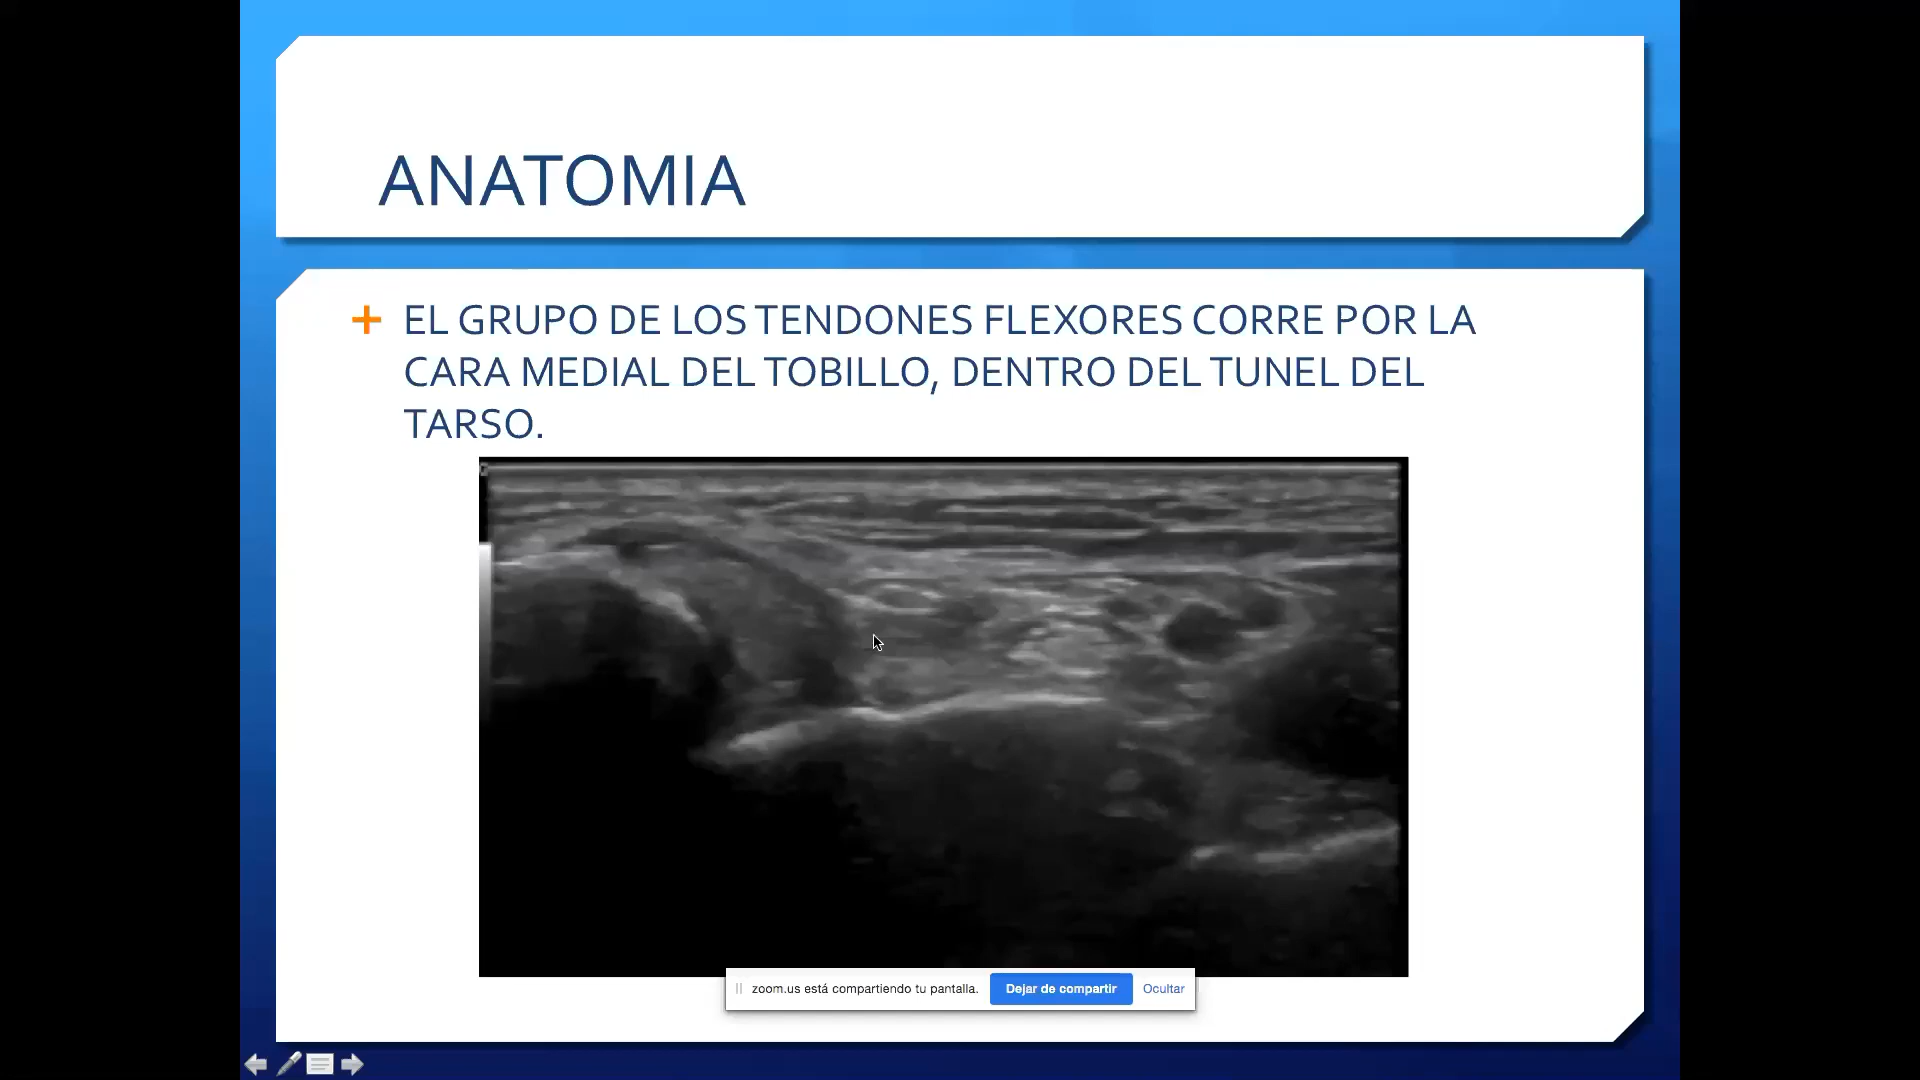 ANATOMIA
EL GRUPO DE LOS TENDONES FLEXORES CORRE POR LA
CARA MEDIAL DEL TOBILLO, DENTRO DEL TUNEL DEL
TARSO.
zoom.us está compartiendo tu pantalla. Dejar de compartir Ocultar